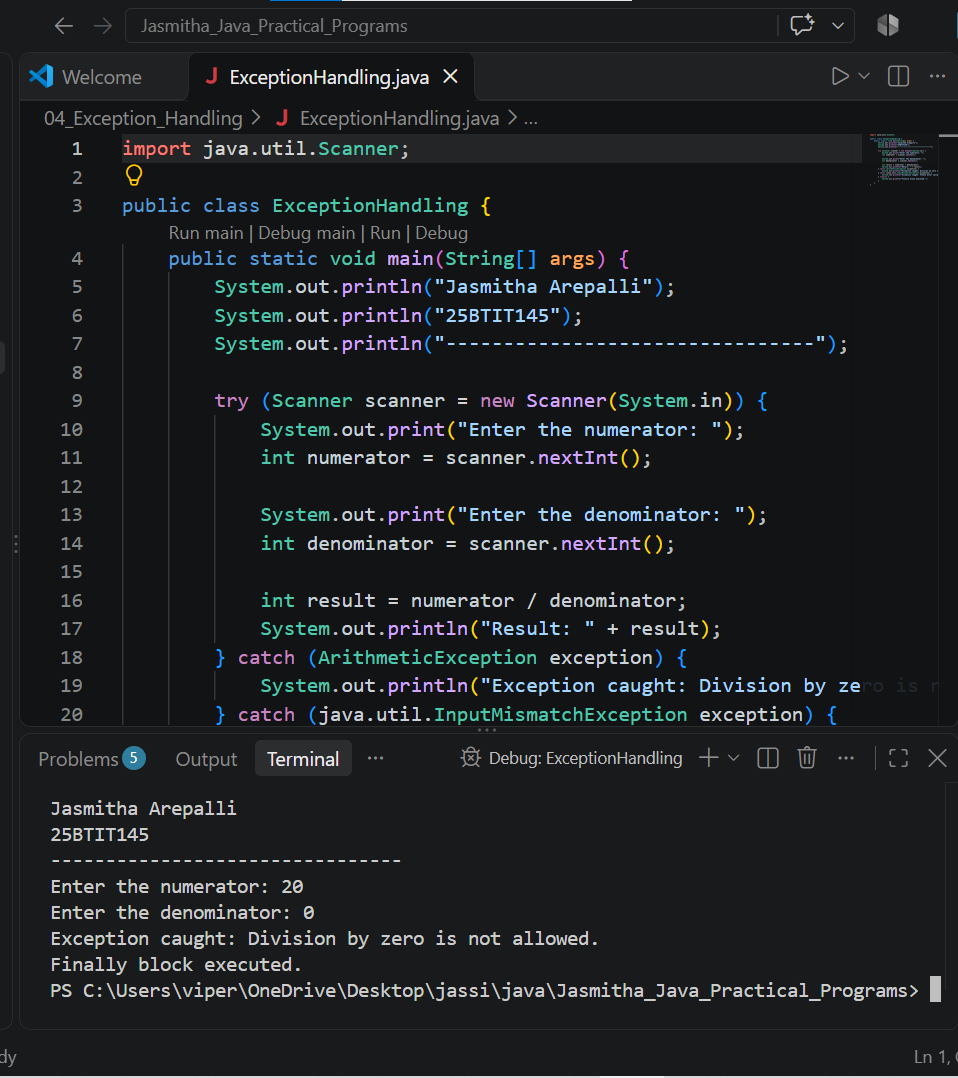 Jasmitha_Java_Practical_Programs
Welcome
J ExceptionHandling.java
04_Exception_Handling > J ExceptionHandling.java > ...
1 import java.util.Scanner;
2
3 public class ExceptionHandling {
Run main | Debug main | Run | Debug
4 public static void main(String[] args) {
5 System.out.println("Jasmitha Arepalli");
6 System.out.println("25BTIT145");
7 System.out.println("--------------------------------");
8
9 try (Scanner scanner = new Scanner(System.in)) {
10 System.out.print("Enter the numerator: ");
11 int numerator = scanner.nextInt();
12
13 System.out.print("Enter the denominator: ");
14 int denominator = scanner.nextInt();
15
16 int result = numerator / denominator;
17 System.out.println("Result: " + result);
18 } catch (ArithmeticException exception) {
19 System.out.println("Exception caught: Division by zero is n
20 } catch (java.util.InputMismatchException exception) {
Problems 5 Output Terminal ... Debug: ExceptionHandling
Jasmitha Arepalli
25BTIT145
--------------------------------
Enter the numerator: 20
Enter the denominator: 0
Exception caught: Division by zero is not allowed.
Finally block executed.
PS C:\Users\viper\OneDrive\Desktop\jassi\java\Jasmitha_Java_Practical_Programs>
dy Ln 1,